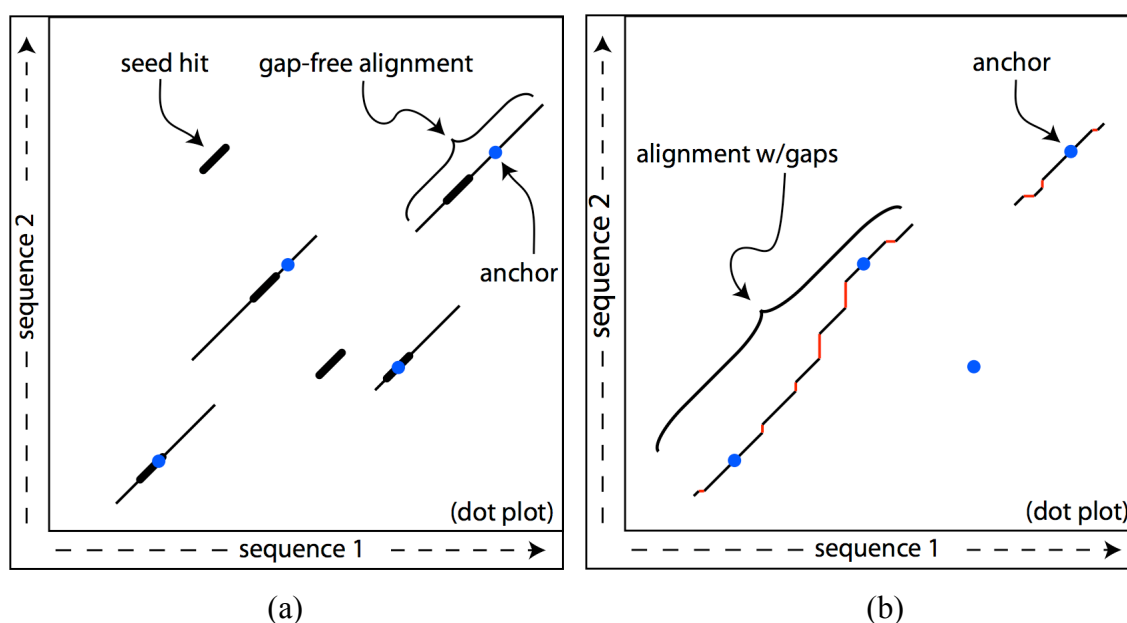 seed hit
gap-free alignment
anchor
sequence 2
(dot plot)
sequence 1
(a)
anchor
alignment w/gaps
sequence 2
(dot plot)
sequence 1
(b)